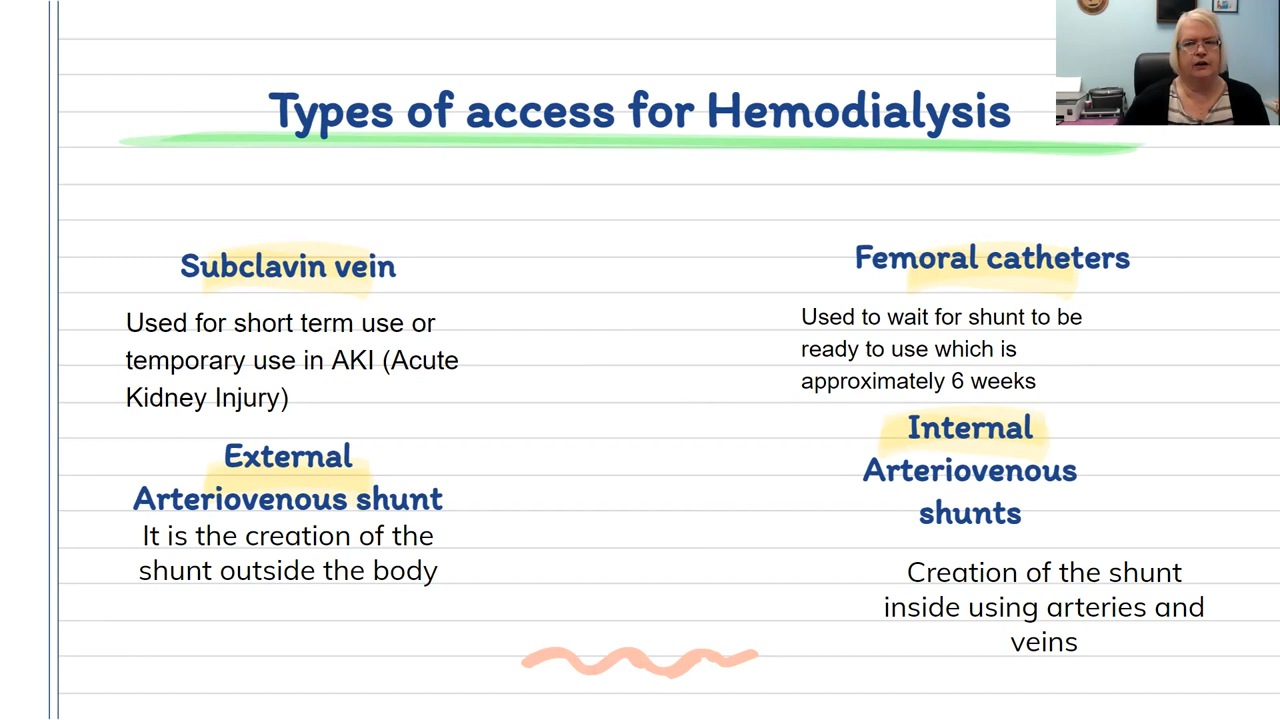 Types of access for Hemodialysis
Subclavin vein
Used for short term use or
temporary use in AKI (Acute
Kidney Injury)
Femoral catheters
Used to wait for shunt to be
ready to use which is
approximately 6 weeks
External
Arteriovenous shunt
It is the creation of the
shunt outside the body
Internal
Arteriovenous
shunts
Creation of the shunt
inside using arteries and
veins